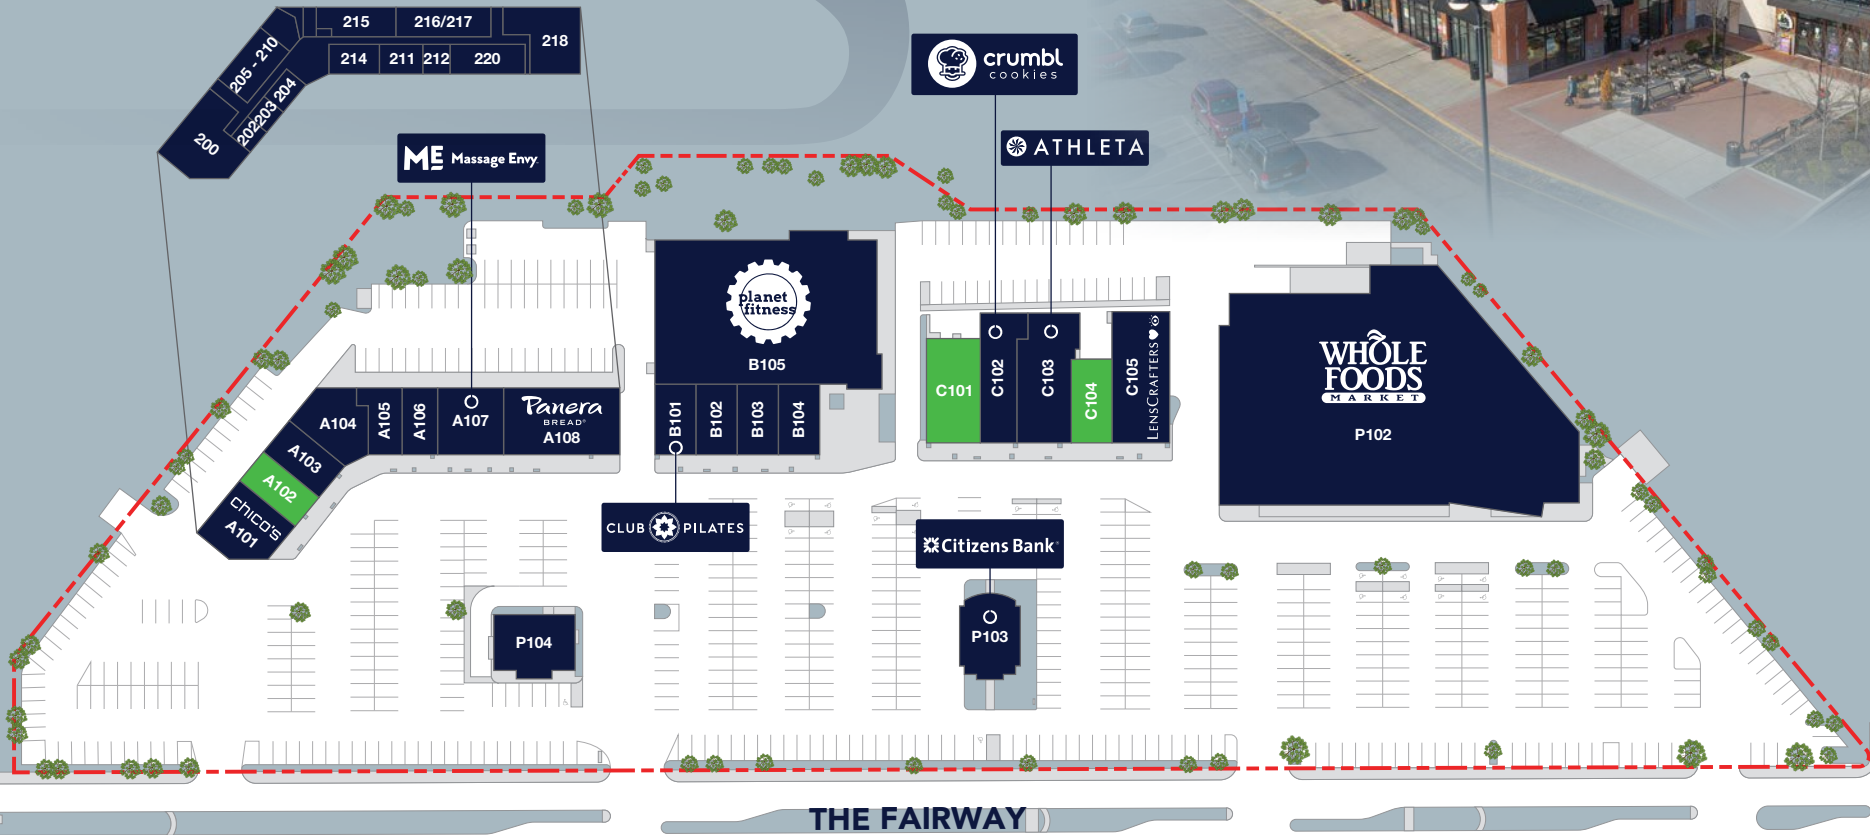 215
216/217
218
214
211
212
220
205 - 210
204
203
202
200
crumbl
cookies
ATHLETA
ME Massage Envy
planet
fitness
B105
WHÔLE
FOODS
MARKET
P102
C101
C102
C103
C104
C105
LENSCRAFTERS
A104
A105
A106
A107
Panera
BREAD®
A108
B101
B102
B103
B104
A103
A102
chico's
A101
CLUB PILATES
Citizens Bank
P104
P103
THE FAIRWAY